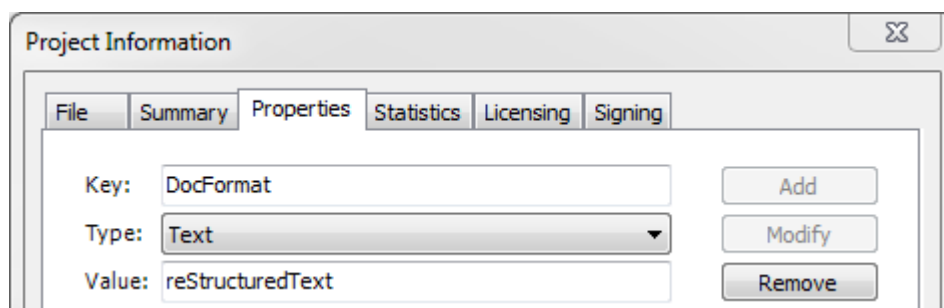 Project Information
File Summary Properties Statistics Licensing Signing
Key: DocFormat Add
Type: Text Modify
Value: reStructuredText Remove